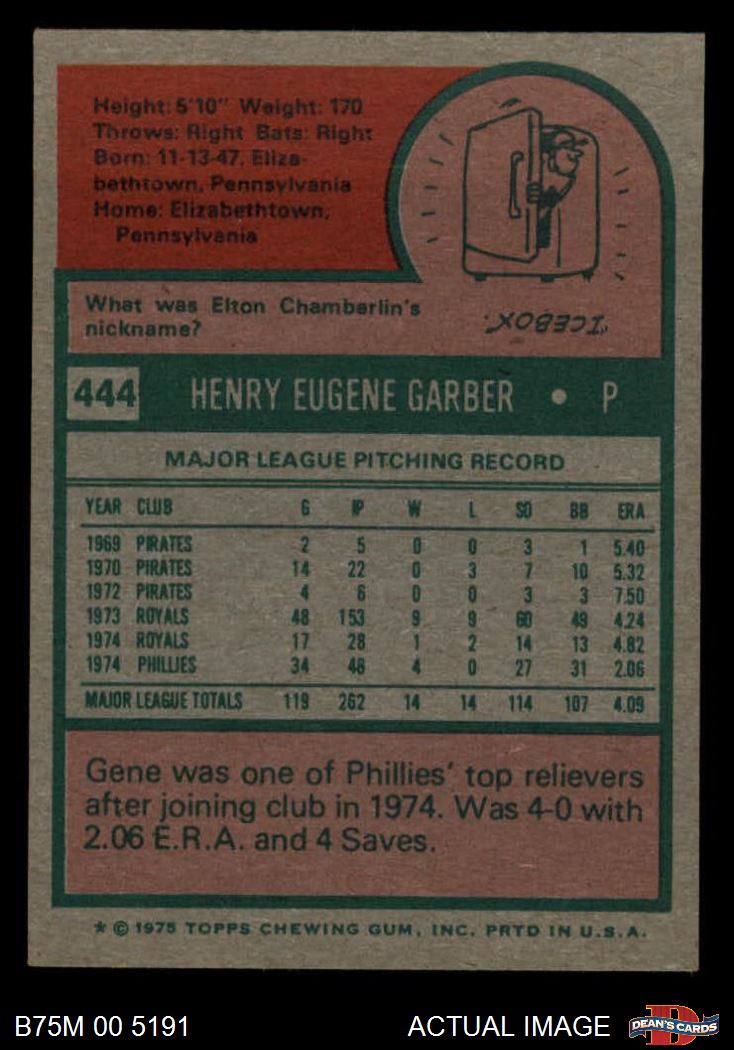 Height: 5'10" Weight: 170
Throws: Right Bats: Right
Born: 11-13-47, Eliza-
bethtown, Pennsylvania
Home: Elizabethtown,
Pennsylvania
What was Elton Chamberlin's
nickname?
"ICEBOX."
444 HENRY EUGENE GARBER • P
MAJOR LEAGUE PITCHING RECORD
YEAR CLUB G IP W L SO BB ERA
1969 PIRATES 2 5 0 0 3 1 5.40
1970 PIRATES 14 22 0 3 7 10 5.32
1972 PIRATES 4 6 0 0 3 3 7.50
1973 ROYALS 48 153 9 9 60 49 4.24
1974 ROYALS 17 28 1 2 14 13 4.82
1974 PHILLIES 34 48 4 0 27 31 2.06
MAJOR LEAGUE TOTALS 119 262 14 14 114 107 4.09
Gene was one of Phillies' top relievers
after joining club in 1974. Was 4-0 with
2.06 E.R.A. and 4 Saves.
* © 1975 TOPPS CHEWING GUM, INC. PRTD IN U.S.A.
B75M 00 5191
ACTUAL IMAGE
D
DEAN'S CARDS